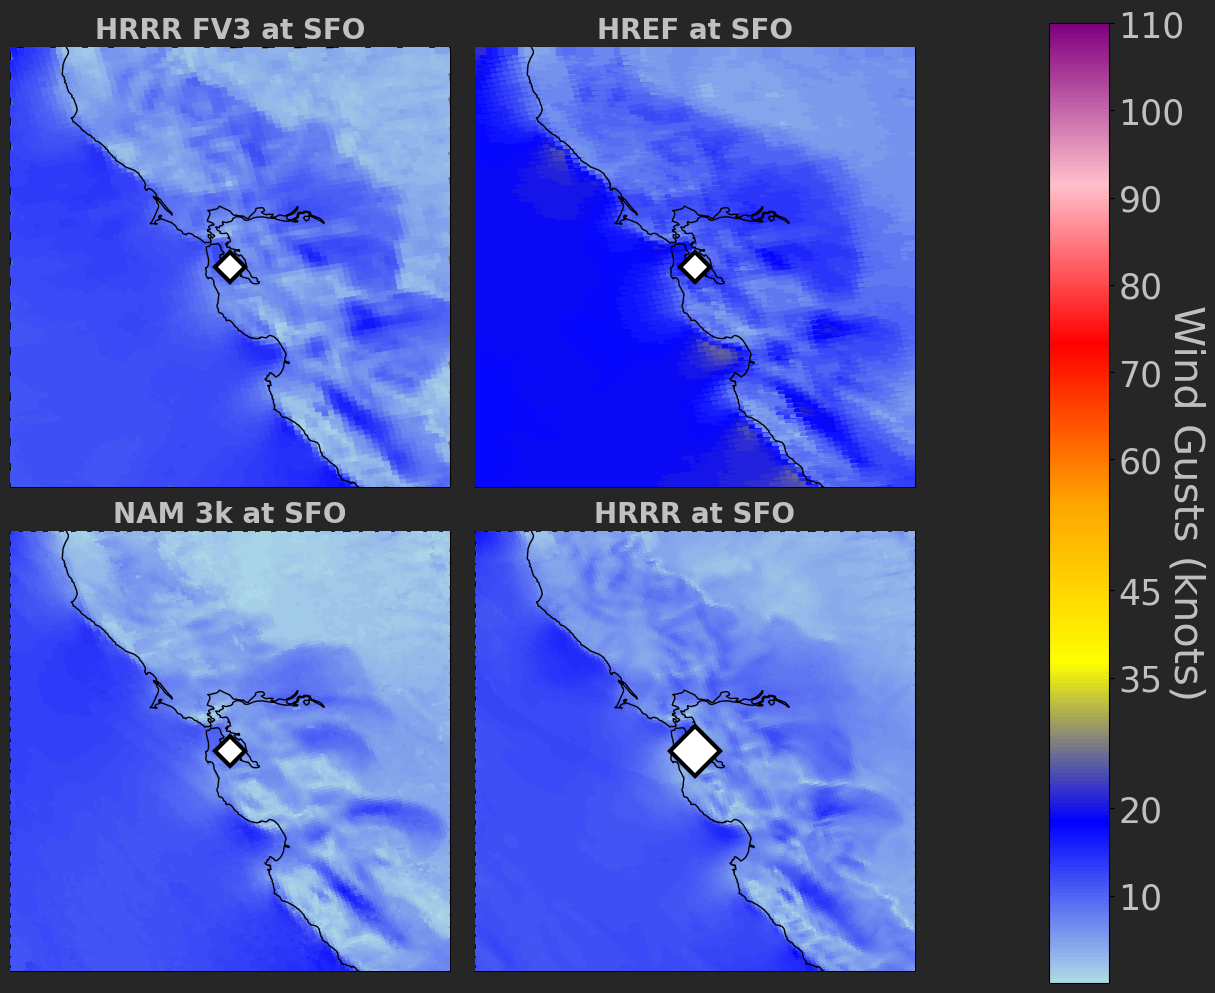 HRRR FV3 at SFO
HREF at SFO
NAM 3k at SFO
HRRR at SFO
110
100
90
80
70
60
45
35
20
10
Wind Gusts (knots)